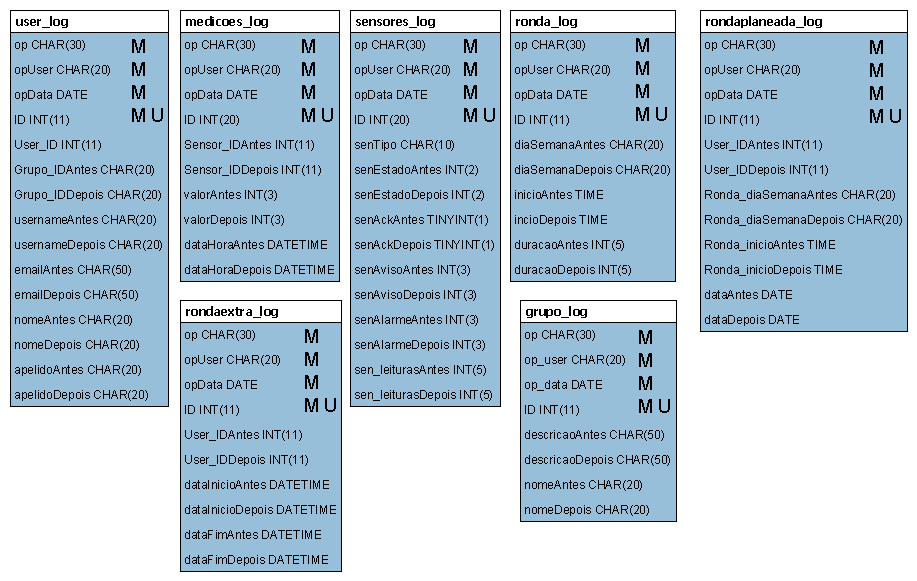 user_log
op CHAR(30) M
opUser CHAR(20) M
opData DATE M
ID INT(11) M U
User_ID INT(11)
Grupo_IDAntes CHAR(20)
Grupo_IDDepois CHAR(20)
usernameAntes CHAR(20)
usernameDepois CHAR(20)
emailAntes CHAR(50)
emailDepois CHAR(50)
nomeAntes CHAR(20)
nomeDepois CHAR(20)
apelidoAntes CHAR(20)
apelidoDepois CHAR(20)
medicoes_log
op CHAR(30) M
opUser CHAR(20) M
opData DATE M
ID INT(20) M U
Sensor_IDAntes INT(11)
Sensor_IDDepois INT(11)
valorAntes INT(3)
valorDepois INT(3)
dataHoraAntes DATETIME
dataHoraDepois DATETIME
rondaextra_log
op CHAR(30) M
opUser CHAR(20) M
opData DATE M
ID INT(11) M U
User_IDAntes INT(11)
User_IDDepois INT(11)
dataInicioAntes DATETIME
dataInicioDepois DATETIME
dataFimAntes DATETIME
dataFimDepois DATETIME
sensores_log
op CHAR(30) M
opUser CHAR(20) M
opData DATE M
ID INT(20) M U
senTipo CHAR(10)
senEstadoAntes INT(2)
senEstadoDepois INT(2)
senAckAntes TINYINT(1)
senAckDepois TINYINT(1)
senAvisoAntes INT(3)
senAvisoDepois INT(3)
senAlarmeAntes INT(3)
senAlarmeDepois INT(3)
sen_leiturasAntes INT(5)
sen_leiturasDepois INT(5)
ronda_log
op CHAR(30) M
opUser CHAR(20) M
opData DATE M
ID INT(11) M U
diaSemanaAntes CHAR(20)
diaSemanaDepois CHAR(20)
inicioAntes TIME
incioDepois TIME
duracaoAntes INT(5)
duracaoDepois INT(5)
grupo_log
op CHAR(30) M
op_user CHAR(20) M
op_data DATE M
ID INT(11) M U
descricaoAntes CHAR(50)
descricaoDepois CHAR(50)
nomeAntes CHAR(20)
nomeDepois CHAR(20)
rondaplaneada_log
op CHAR(30) M
opUser CHAR(20) M
opData DATE M
ID INT(11) M U
User_IDAntes INT(11)
User_IDDepois INT(11)
Ronda_diaSemanaAntes CHAR(20)
Ronda_diaSemanaDepois CHAR(20)
Ronda_inicioAntes TIME
Ronda_inicioDepois TIME
dataAntes DATE
dataDepois DATE